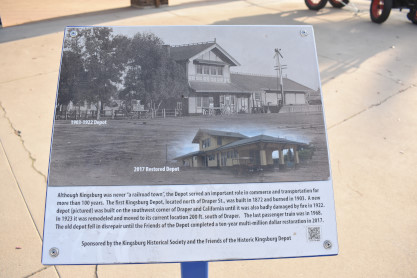 1903-1922 Depot
2017 Restored Depot
Although Kingsburg was never "a railroad town", the Depot served an important role in commerce and transportation for
more than 100 years. The first Kingsburg Depot, located north of Draper St., was built in 1872 and burned in 1902. A new
depot (pictured) was built on the southwest corner of Draper and California until it was also badly damaged by fire in 1922.
In 1923 it was remodeled and moved to its current location 200 ft. south of Draper. The last passenger train was in 1968.
The old depot fell in disrepair until the Friends of the Depot completed a ten-year multi-million dollar restoration in 2017.
Sponsored by the Kingsburg Historical Society and the Friends of the Historic Kingsburg Depot